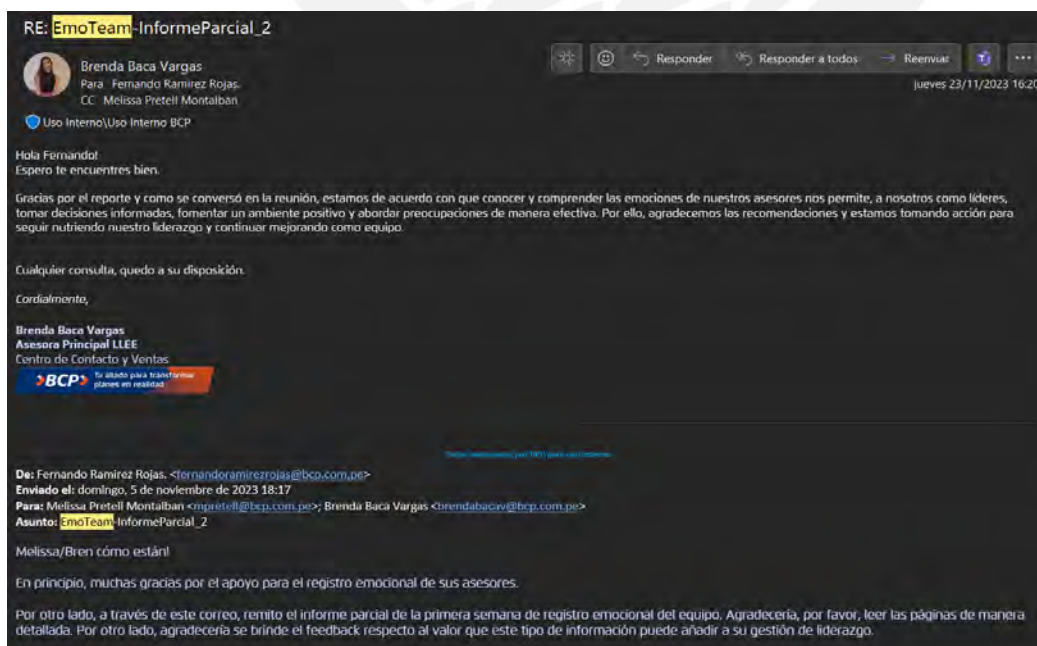 RE: EmoTeam-InformeParcial_2
Brenda Baca Vargas
Para Fernando Ramirez Rojas.
CC Melissa Pretell Montalban
Responder
Responder a todos
Reenviar
jueves 23/11/2023 16:20
Uso Interno\Uso Interno BCP
Hola Fernando!
Espero te encuentres bien.
Gracias por el reporte y como se conversó en la reunión, estamos de acuerdo con que conocer y comprender las emociones de nuestros asesores nos permite, a nosotros como líderes,
tomar decisiones informadas, fomentar un ambiente positivo y abordar preocupaciones de manera efectiva. Por ello, agradecemos las recomendaciones y estamos tomando acción para
seguir nutriendo nuestro liderazgo y continuar mejorando como equipo.
Cualquier consulta, quedo a su disposición.
Cordialmente,
Brenda Baca Vargas
Asesora Principal LLEE
Centro de Contacto y Ventas
BCP Tu aliado para transformar
planes en realidad
De: Fernando Ramirez Rojas. <fernandoramirezrojas@bcp.com.pe>
Enviado el: domingo, 5 de noviembre de 2023 18:17
Para: Melissa Pretell Montalban <mpretell@bcp.com.pe>; Brenda Baca Vargas <brendabacav@bcp.com.pe>
Asunto: EmoTeam-InformeParcial_2
Melissa/Bren cómo están!
En principio, muchas gracias por el apoyo para el registro emocional de sus asesores.
Por otro lado, a través de este correo, remito el informe parcial de la primera semana de registro emocional del equipo. Agradecería, por favor, leer las páginas de manera
detallada. Por otro lado, agradecería se brinde el feedback respecto al valor que este tipo de información puede añadir a su gestión de liderazgo.